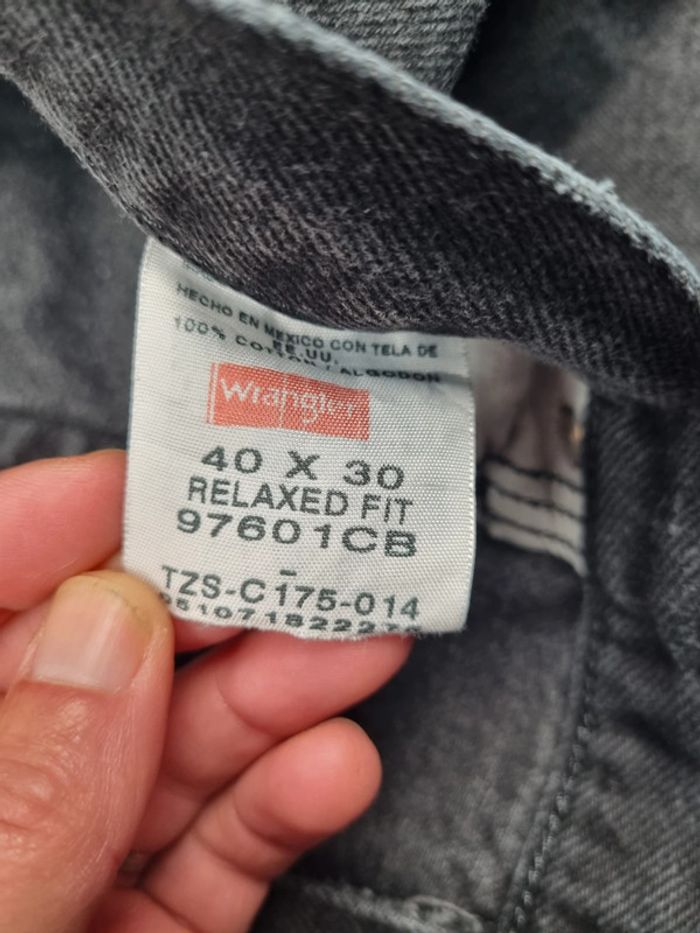 HECHO EN MEXICO CON TELA DE
EE.UU.
100% COTTON / ALGODON
Wrangler
40 X 30
RELAXED FIT
97601CB
-
TZS-C175-014